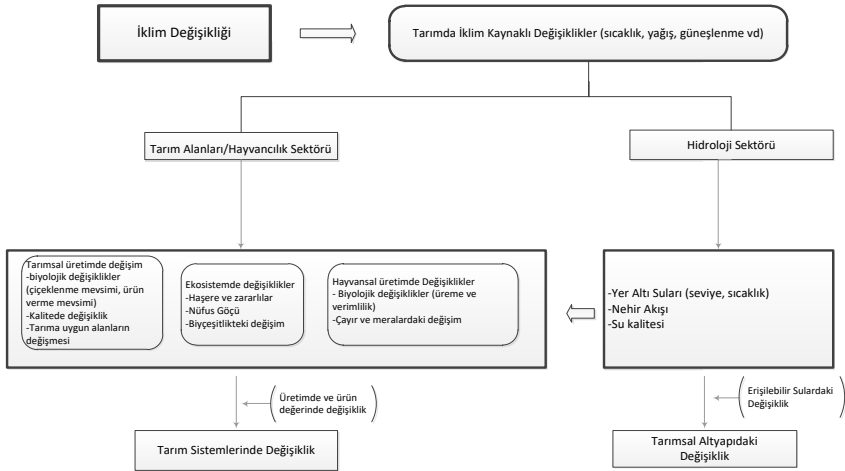 İklim Değişikliği
Tarımda İklim Kaynaklı Değişiklikler (sıcaklık, yağış, güneşlenme vd)
Tarım Alanları/Hayvancılık Sektörü
Hidroloji Sektörü
Tarımsal üretimde değişim
-biyolojik değişiklikler
(çiçeklenme mevsimi, ürün
verme mevsimi)
-Kalitede değişiklik
-Tarıma uygun alanların
değişmesi
Ekosistemde değişiklikler
-Haşere ve zararlılar
-Nüfus Göçü
-Biyçeşitlikteki değişim
Hayvansal üretimde Değişiklikler
- Biyolojik değişiklikler (üreme ve
verimlilik)
-Çayır ve meralardaki değişim
-Yer Altı Suları (seviye, sıcaklık)
-Nehir Akışı
-Su kalitesi
Üretimde ve ürün
değerinde değişiklik
Erişilebilir Sulardaki
Değişiklik
Tarım Sistemlerinde Değişiklik
Tarımsal Altyapıdaki
Değişiklik